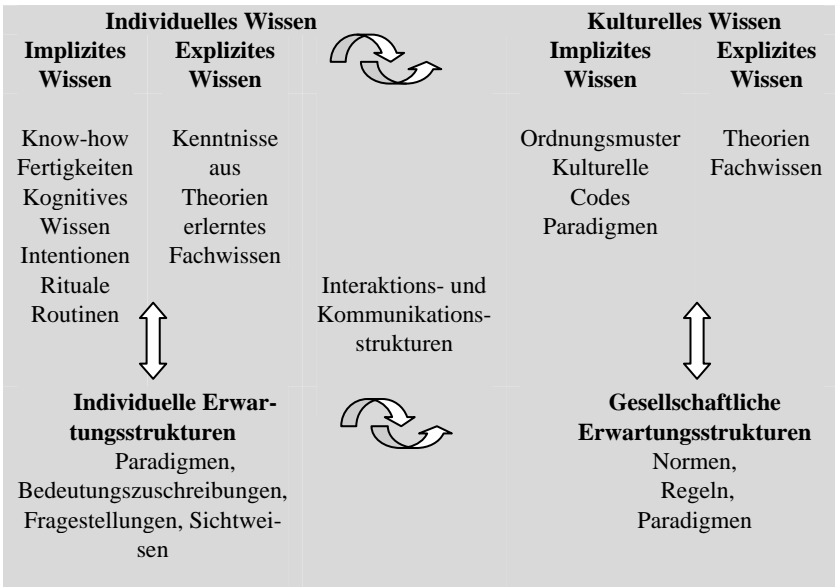 Individuelles Wissen
Implizites
Wissen
Know-how
Fertigkeiten
Kognitives
Wissen
Intentionen
Rituale
Routinen
Explizites
Wissen
Kenntnisse
aus
Theorien
erlerntes
Fachwissen
Interaktions- und
Kommunikations-
strukturen
Kulturelles Wissen
Implizites
Wissen
Ordnungsmuster
Kulturelle
Codes
Paradigmen
Explizites
Wissen
Theorien
Fachwissen
Individuelle Erwar-
tungsstrukturen
Paradigmen,
Bedeutungszuschreibungen,
Fragestellungen, Sichtwei-
sen
Gesellschaftliche
Erwartungsstrukturen
Normen,
Regeln,
Paradigmen